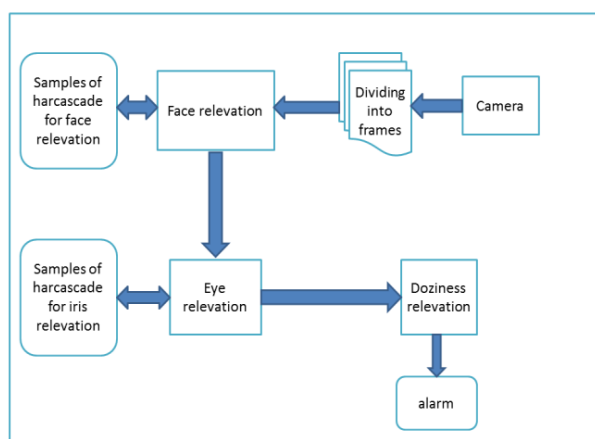 Samples of
harcascade
for face
relevation
Face relevation
Dividing
into
frames
Camera
Samples of
harcascade
for iris
relevation
Eye
relevation
Doziness
relevation
alarm